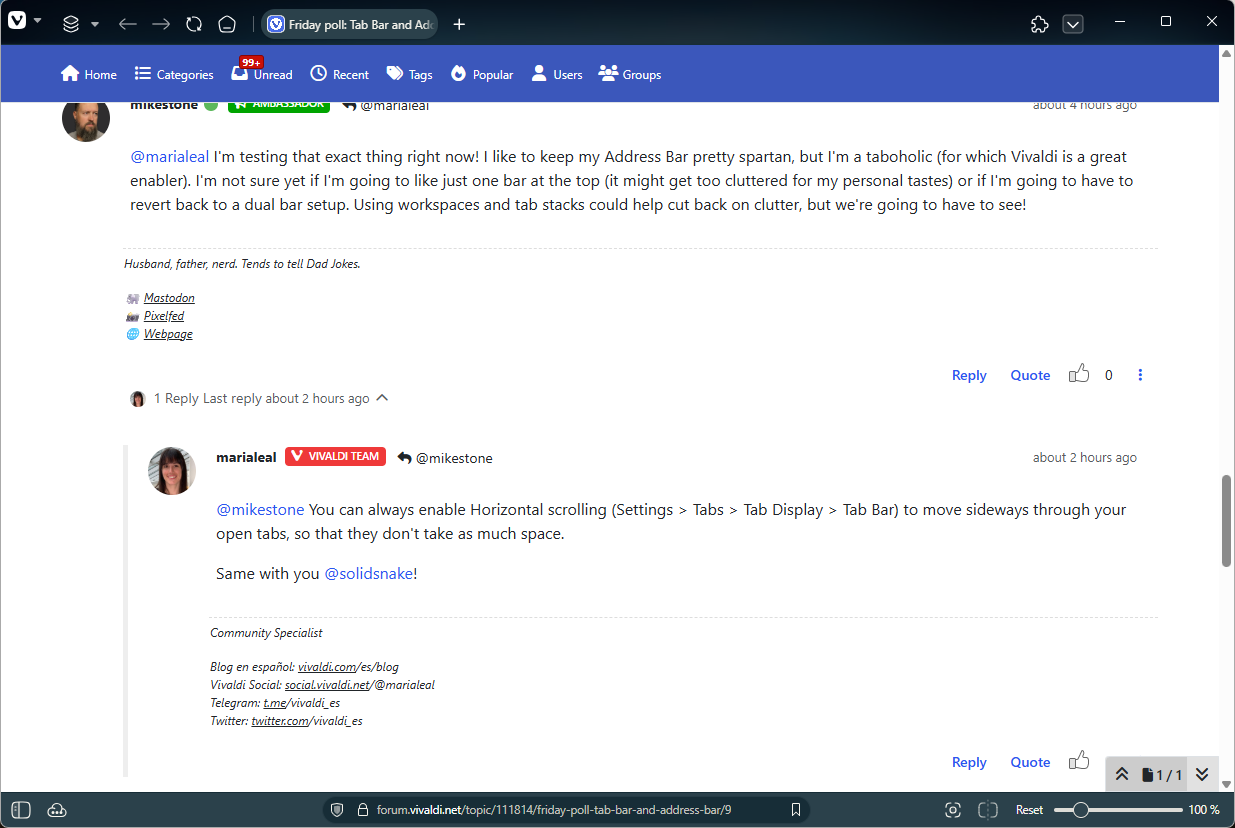 Friday poll: Tab Bar and Ad
99+
Home Categories Unread Recent Tags Popular Users Groups
mikestone AMBASSADOR @marialeal about 4 hours ago
@marialeal I'm testing that exact thing right now! I like to keep my Address Bar pretty spartan, but I'm a taboholic (for which Vivaldi is a great
enabler). I'm not sure yet if I'm going to like just one bar at the top (it might get too cluttered for my personal tastes) or if I'm going to have to
revert back to a dual bar setup. Using workspaces and tab stacks could help cut back on clutter, but we're going to have to see!
Husband, father, nerd. Tends to tell Dad Jokes.
Mastodon
Pixelfed
Webpage
Reply Quote 0
1 Reply Last reply about 2 hours ago
marialeal VIVALDI TEAM @mikestone about 2 hours ago
@mikestone You can always enable Horizontal scrolling (Settings > Tabs > Tab Display > Tab Bar) to move sideways through your
open tabs, so that they don't take as much space.
Same with you @solidsnake!
Community Specialist
Blog en español: vivaldi.com/es/blog
Vivaldi Social: social.vivaldi.net/@marialeal
Telegram: t.me/vivaldi_es
Twitter: twitter.com/vivaldi_es
Reply Quote
1 / 1
forum.vivaldi.net/topic/111814/friday-poll-tab-bar-and-address-bar/9 Reset 100 %